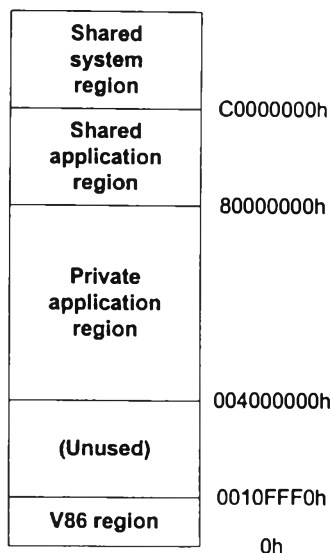 Shared
system
region
C0000000h
Shared
application
region
80000000h
Private
application
region
004000000h
(Unused)
0010FFF0h
V86 region
0h